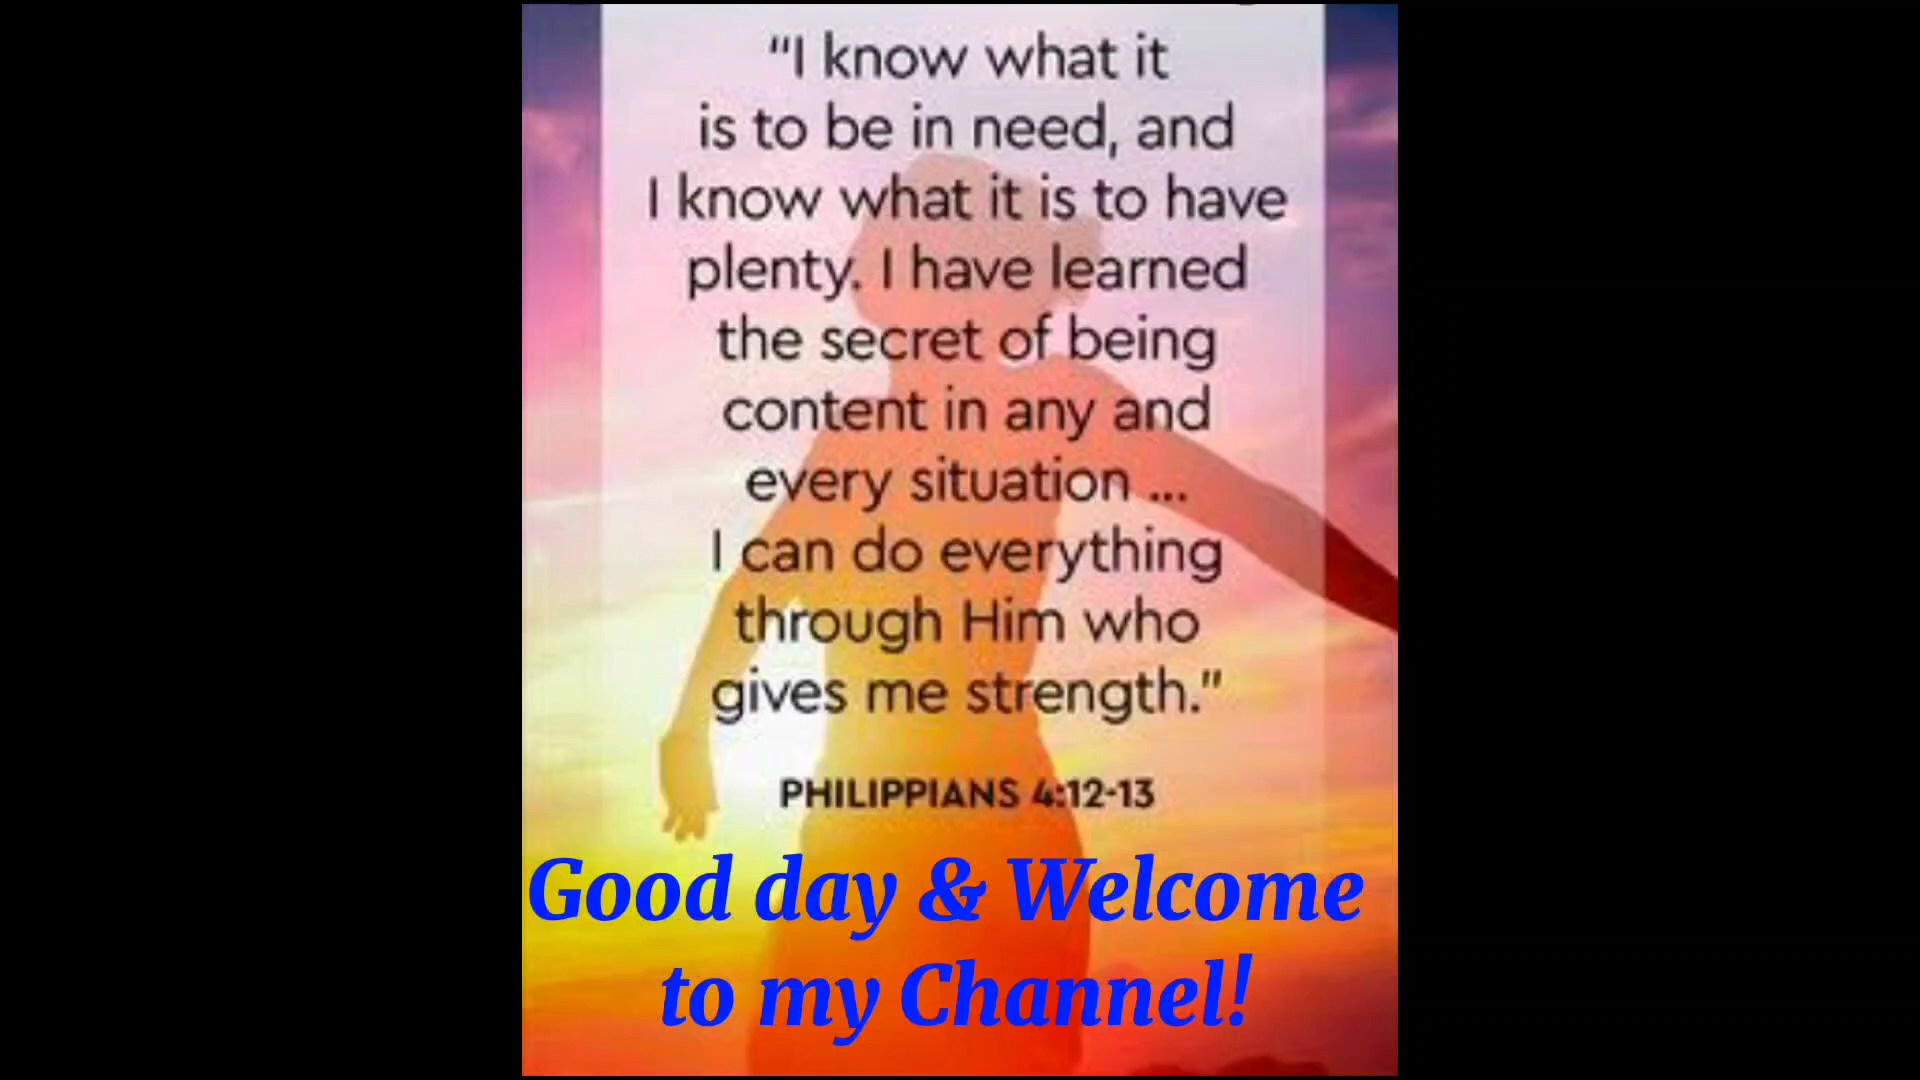 “I know what it
is to be in need, and
I know what it is to have
plenty. I have learned
the secret of being
content in any and
every situation ...
I can do everything
through Him who
gives me strength.”
PHILIPPIANS 4:12-13
Good day & Welcome
to my Channel!